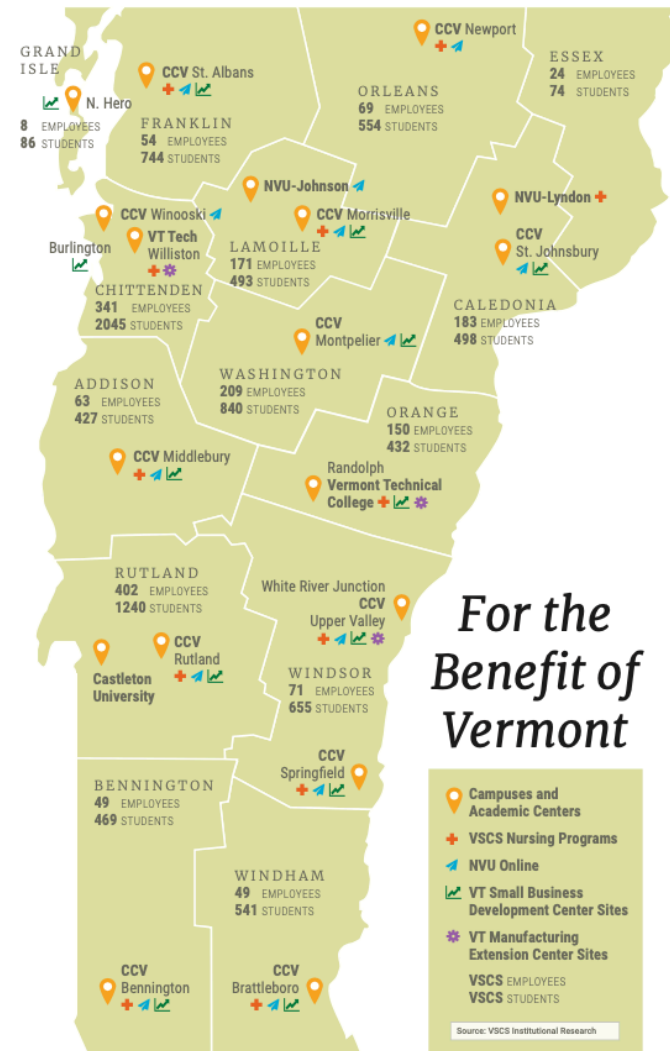 GRAND
ISLE
N. Hero
8 EMPLOYEES
86 STUDENTS
CCV St. Albans
FRANKLIN
54 EMPLOYEES
744 STUDENTS
CCV Newport
ORLEANS
69 EMPLOYEES
554 STUDENTS
ESSEX
24 EMPLOYEES
74 STUDENTS
NVU-Johnson
CCV Morrisville
LAMOILLE
171 EMPLOYEES
493 STUDENTS
NVU-Lyndon
CCV
St. Johnsbury
CALEDONIA
183 EMPLOYEES
498 STUDENTS
CCV Winooski
VT Tech
Williston
Burlington
CHITTENDEN
341 EMPLOYEES
2045 STUDENTS
CCV
Montpelier
WASHINGTON
209 EMPLOYEES
840 STUDENTS
ADDISON
63 EMPLOYEES
427 STUDENTS
CCV Middlebury
ORANGE
150 EMPLOYEES
432 STUDENTS
Randolph
Vermont Technical
College
RUTLAND
402 EMPLOYEES
1240 STUDENTS
CCV
Rutland
Castleton
University
White River Junction
CCV
Upper Valley
WINDSOR
71 EMPLOYEES
655 STUDENTS
CCV
Springfield
BENNINGTON
49 EMPLOYEES
469 STUDENTS
CCV
Bennington
WINDHAM
49 EMPLOYEES
541 STUDENTS
CCV
Brattleboro
For the
Benefit of
Vermont
Campuses and
Academic Centers
VSCS Nursing Programs
NVU Online
VT Small Business
Development Center Sites
VT Manufacturing
Extension Center Sites
VSCS EMPLOYEES
VSCS STUDENTS
Source: VSCS Institutional Research